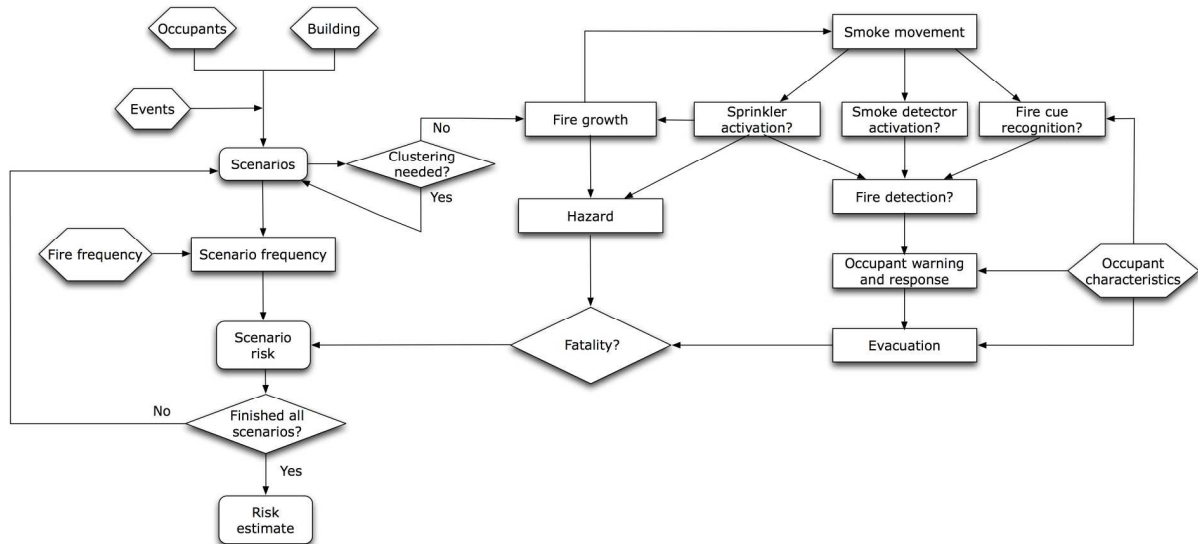 Occupants
Building
Smoke movement
Events
No
Fire growth
Sprinkler
activation?
Smoke detector
activation?
Fire cue
recognition?
Scenarios
Clustering
needed?
Yes
Fire detection?
Hazard
Fire frequency
Scenario frequency
Occupant warning
and response
Occupant
characteristics
Scenario
risk
Fatality?
Evacuation
No
Finished all
scenarios?
Yes
Risk
estimate